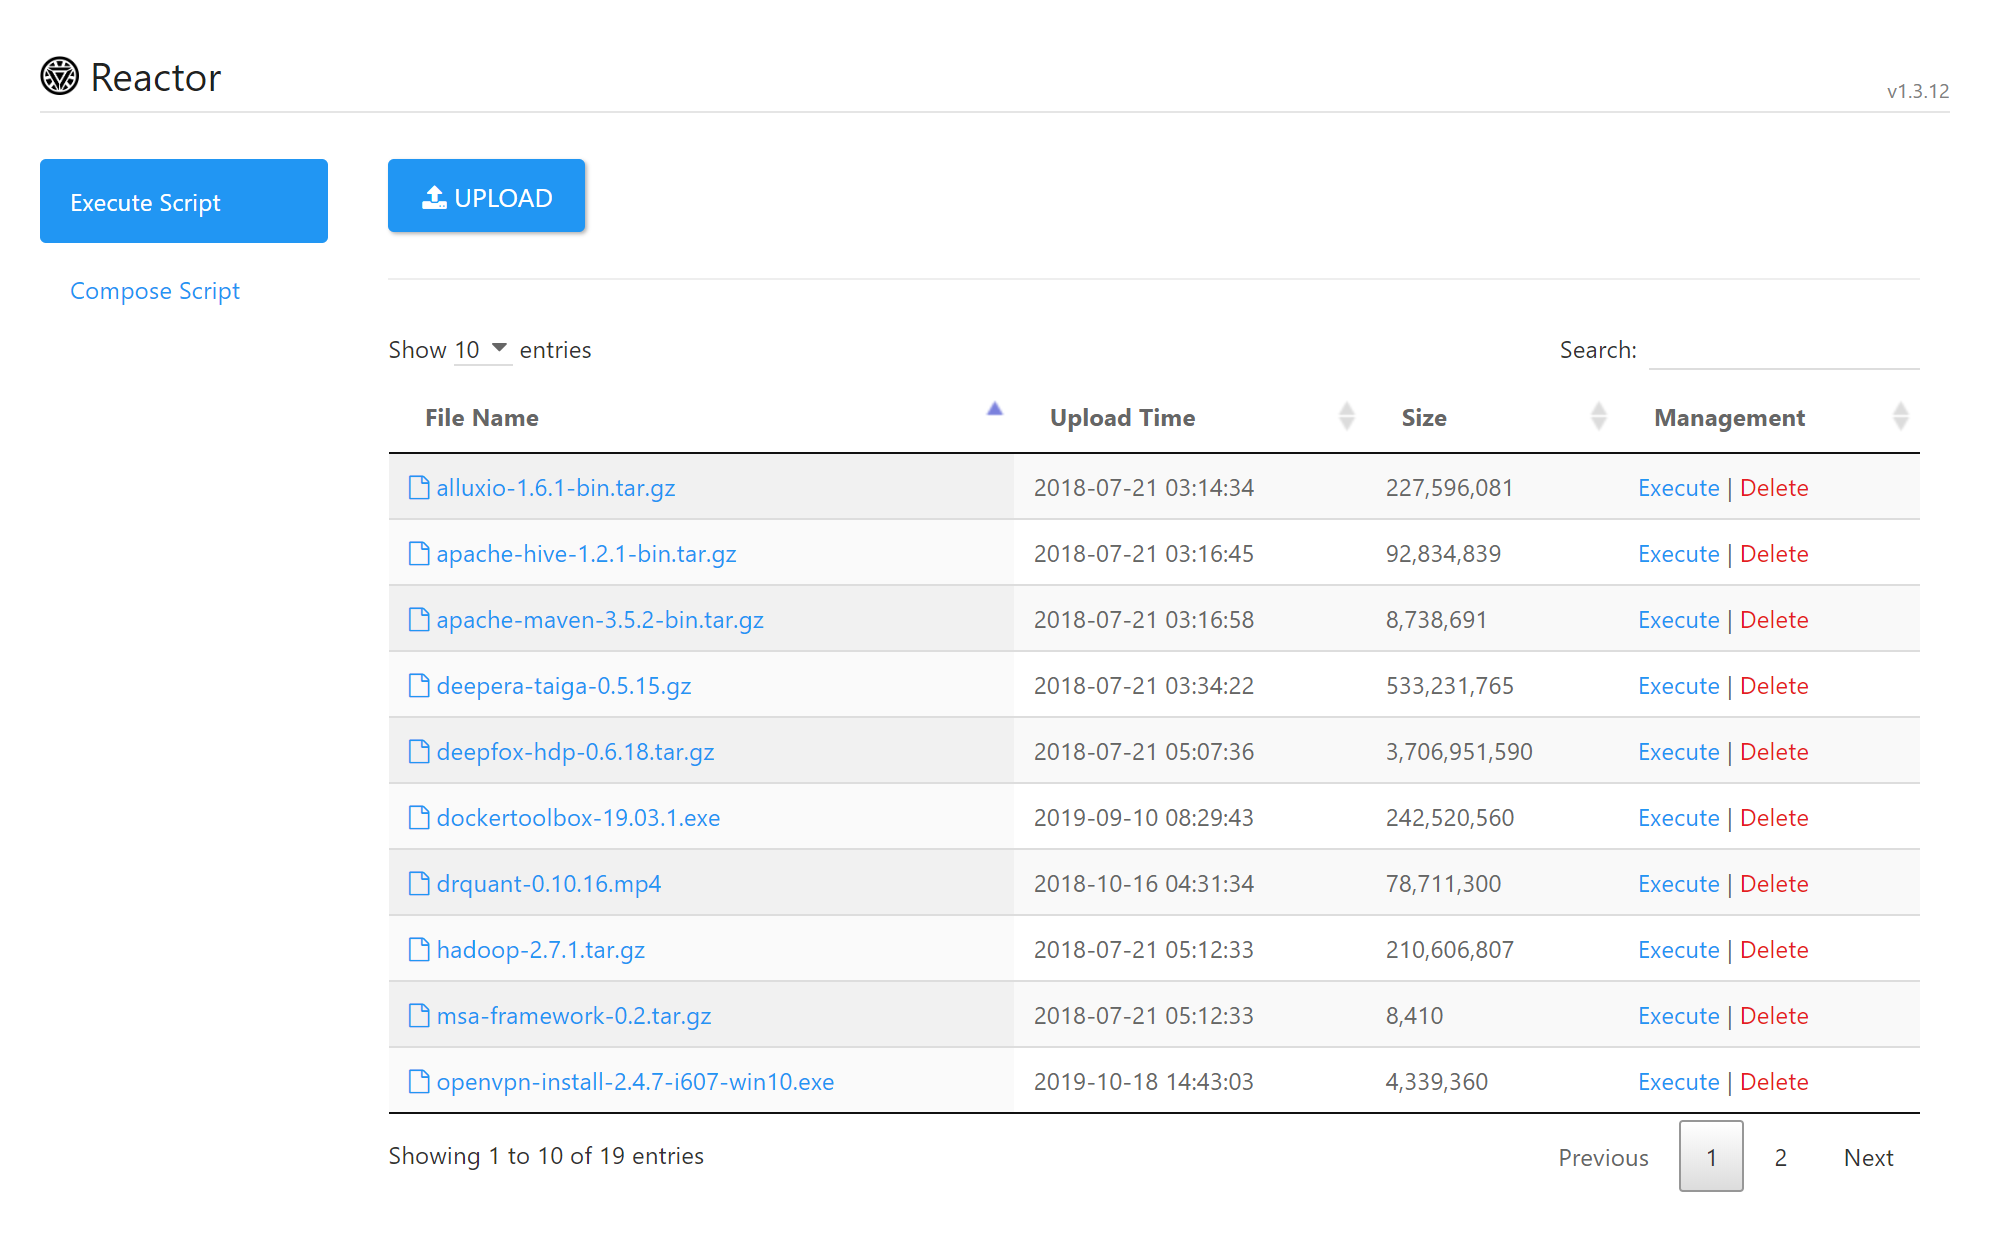 Reactor
v1.3.12
Execute Script
UPLOAD
Compose Script
Show 10 entries
Search:
File Name Upload Time Size Management
alluxio-1.6.1-bin.tar.gz 2018-07-21 03:14:34 227,596,081 Execute | Delete
apache-hive-1.2.1-bin.tar.gz 2018-07-21 03:16:45 92,834,839 Execute | Delete
apache-maven-3.5.2-bin.tar.gz 2018-07-21 03:16:58 8,738,691 Execute | Delete
deepera-taiga-0.5.15.gz 2018-07-21 03:34:22 533,231,765 Execute | Delete
deepfox-hdp-0.6.18.tar.gz 2018-07-21 05:07:36 3,706,951,590 Execute | Delete
dockertoolbox-19.03.1.exe 2019-09-10 08:29:43 242,520,560 Execute | Delete
drquant-0.10.16.mp4 2018-10-16 04:31:34 78,711,300 Execute | Delete
hadoop-2.7.1.tar.gz 2018-07-21 05:12:33 210,606,807 Execute | Delete
msa-framework-0.2.tar.gz 2018-07-21 05:12:33 8,410 Execute | Delete
openvpn-install-2.4.7-i607-win10.exe 2019-10-18 14:43:03 4,339,360 Execute | Delete
Showing 1 to 10 of 19 entries
Previous 1 2 Next